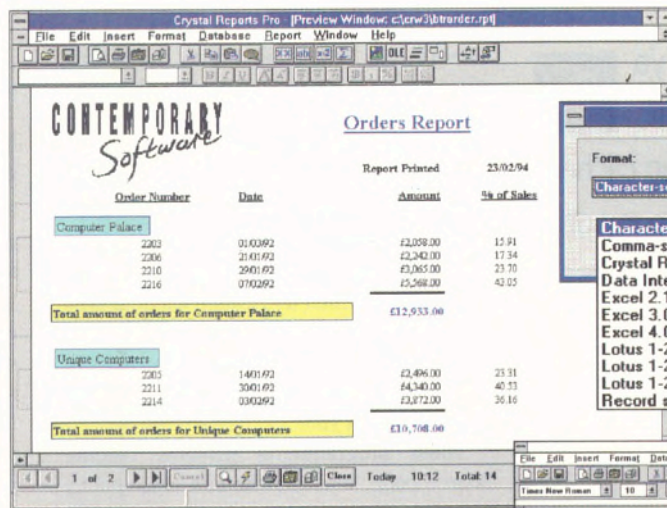 Crystal Reports Pro - [Preview Window: c:\crw3\btrorder.rpt]
File Edit Insert Format Database Report Window Help
OLE
CONTEMPORARY
Software
Orders Report
Report Printed 23/02/94
Order Number Date Amount % of Sales
Computer Palace
2203 01/03/92 £2,058.00 15.91
2206 21/01/92 £2,242.00 17.34
2210 29/01/92 £3,065.00 23.70
2216 07/02/92 £5,568.00 43.05
Total amount of orders for Computer Palace £12,933.00
Unique Computers
2205 14/01/92 £2,496.00 23.31
2211 30/01/92 £4,340.00 40.53
2214 03/02/92 £3,872.00 36.16
Total amount of orders for Unique Computers £10,708.00
1 of 2 Cancel Close Today 10:12 Total: 14
Format:
Character-se
Characte
Comma-s
Crystal R
Data Inte
Excel 2.1
Excel 3.0
Excel 4.0
Lotus 1-2
Lotus 1-2
Lotus 1-2
Record s
File Edit Insert Format Data
Times New Roman 10